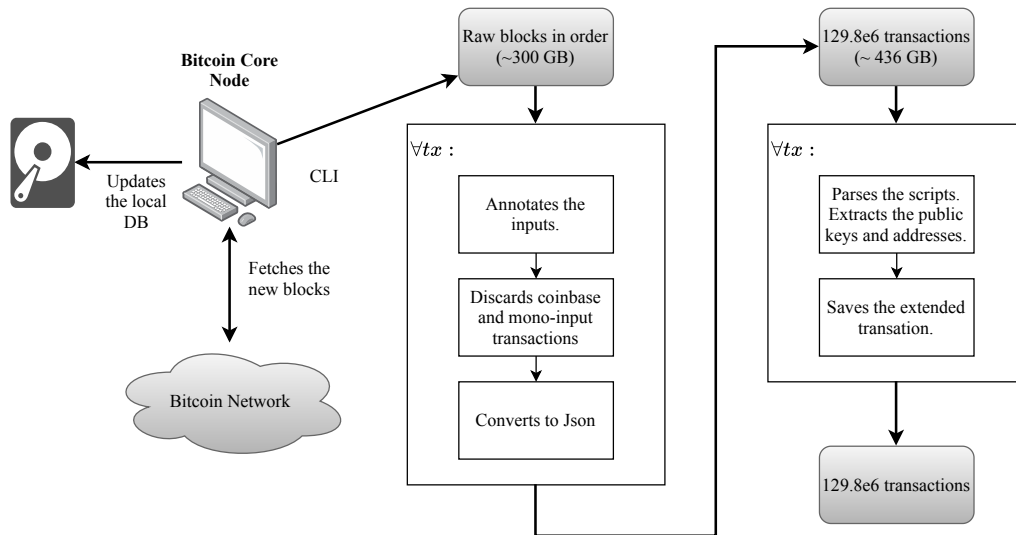 Bitcoin Core
Node
Updates
the local
DB
CLI
Fetches the
new blocks
Bitcoin Network
Raw blocks in order
(~300 GB)
∀tx :
Annotates the
inputs.
Discards coinbase
and mono-input
transactions
Converts to Json
129.8e6 transactions
(~ 436 GB)
∀tx :
Parses the scripts.
Extracts the public
keys and addresses.
Saves the extended
transation.
129.8e6 transactions